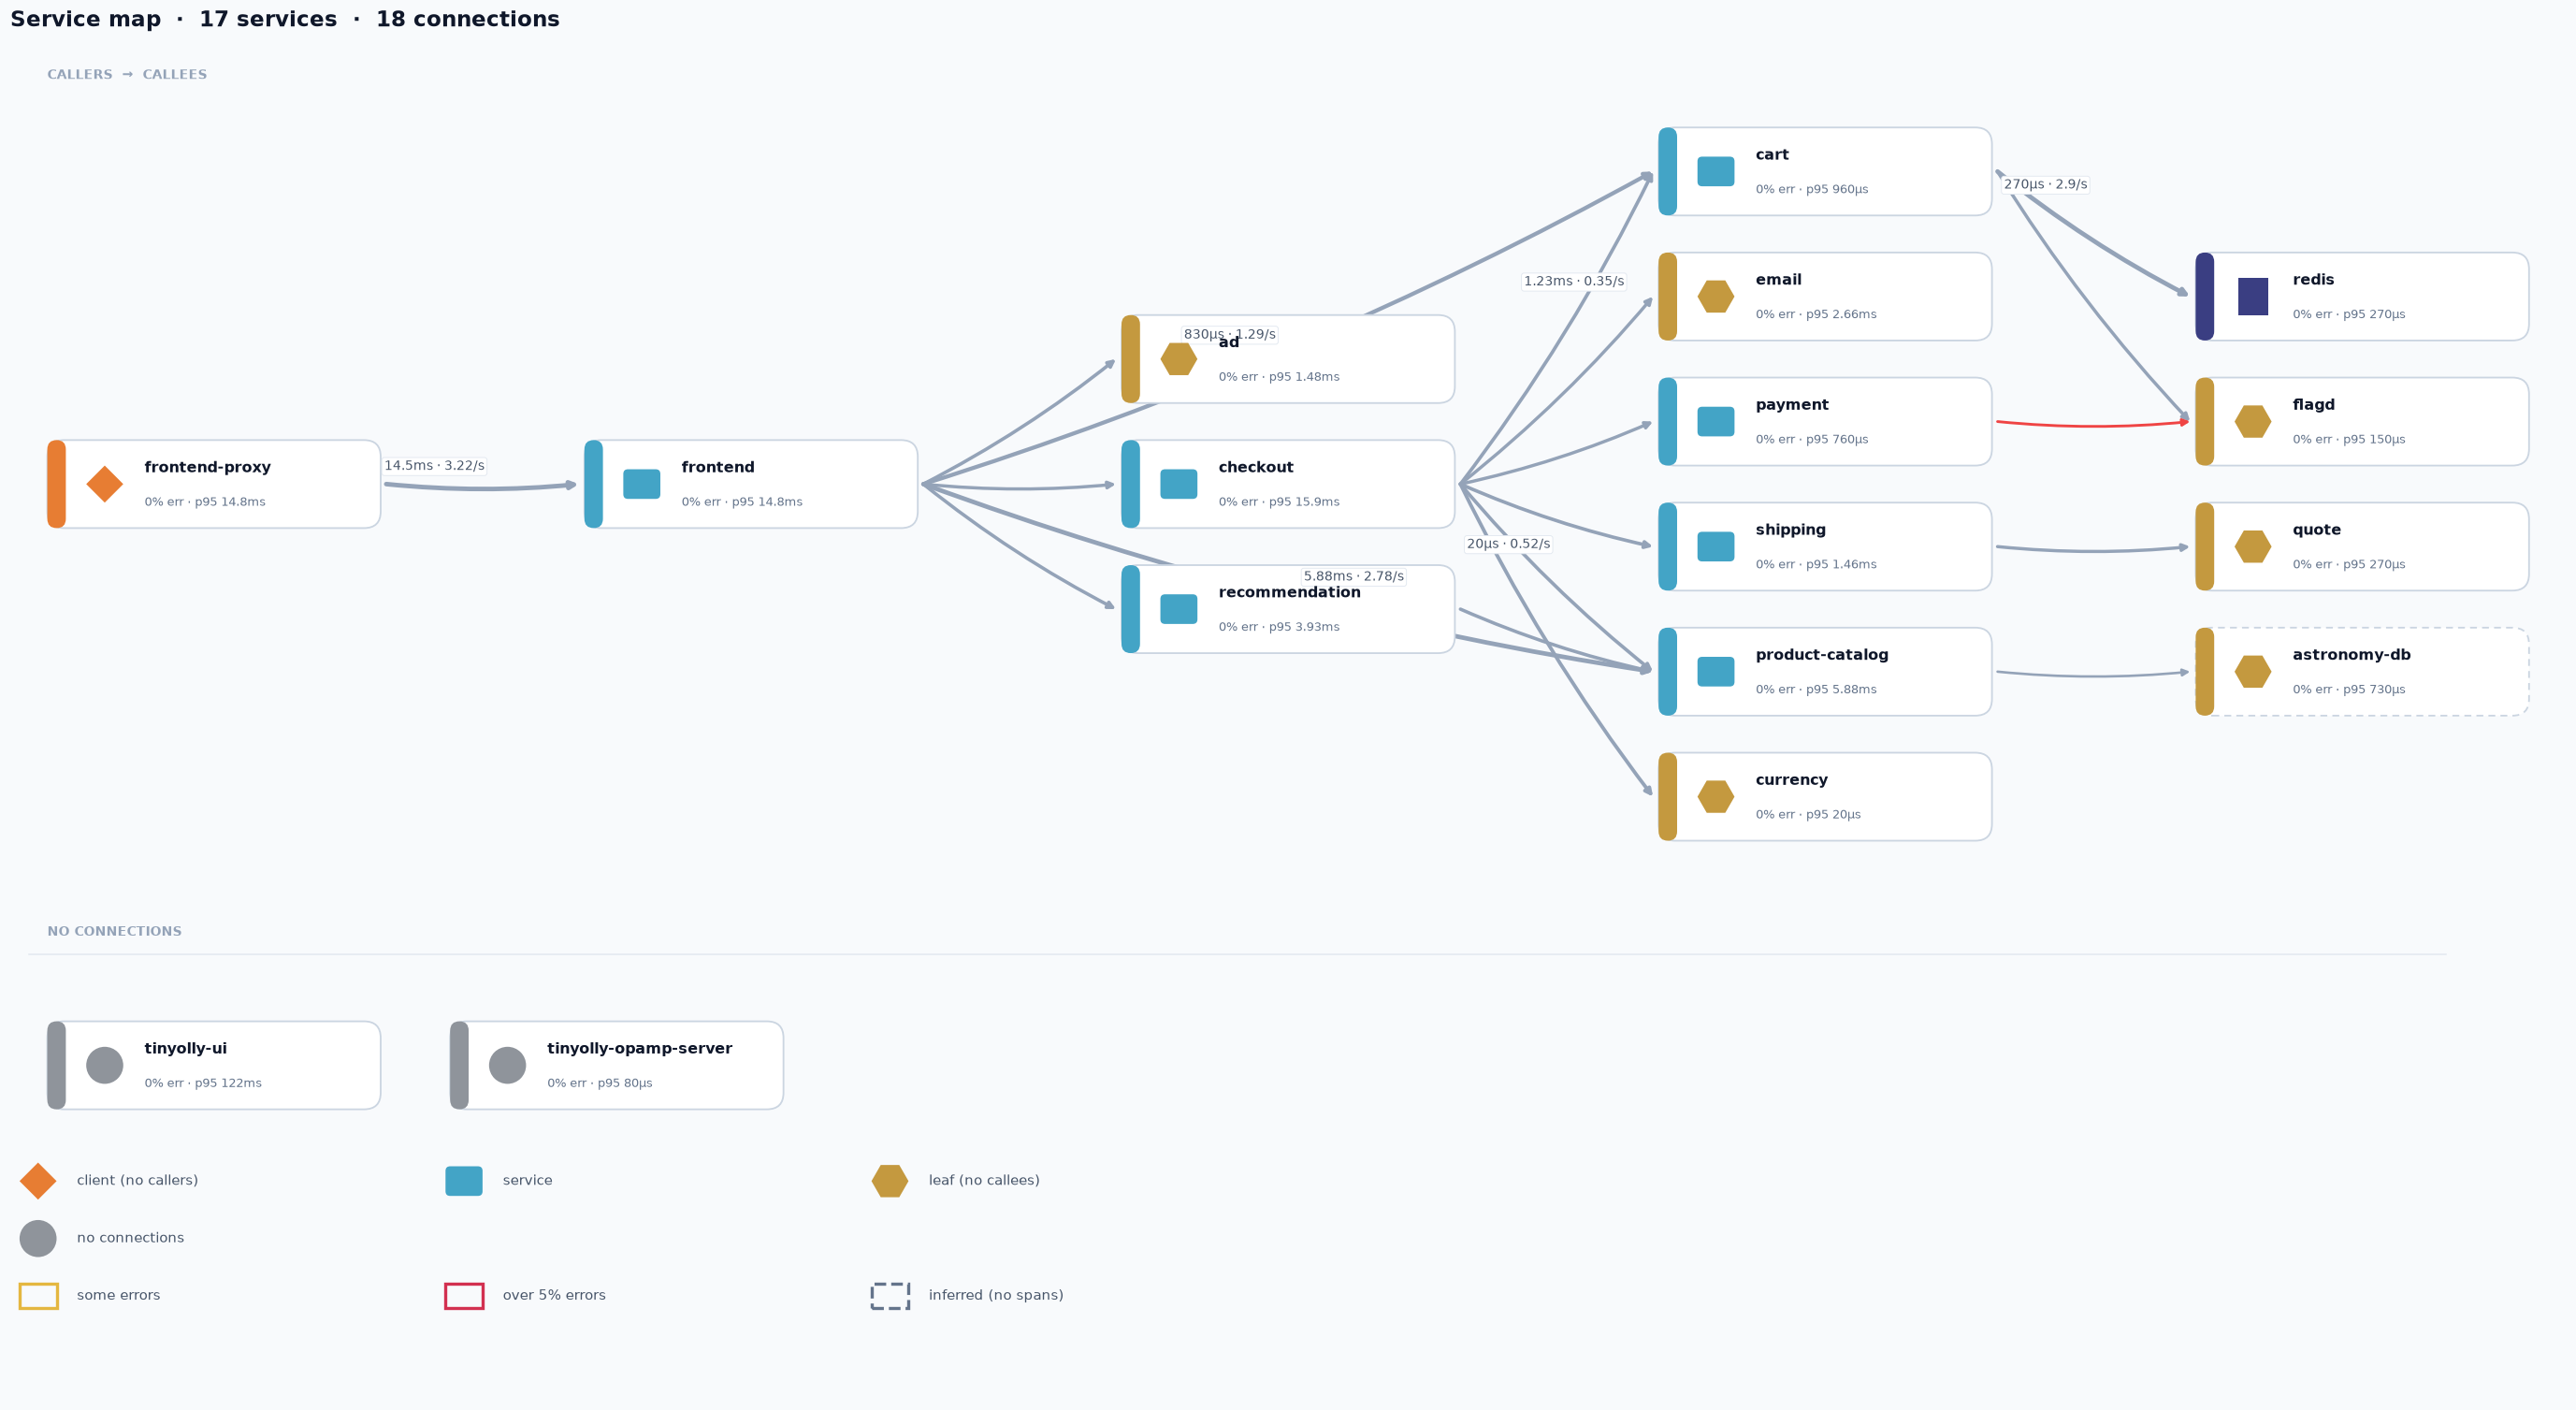 Service map · 17 services · 18 connections
CALLERS → CALLEES
cart
0% err · p95 960µs
270µs · 2.9/s
email
0% err · p95 2.66ms
1.23ms · 0.35/s
redis
0% err · p95 270µs
830µs · 1.29/s
ad
0% err · p95 1.48ms
payment
0% err · p95 760µs
flagd
0% err · p95 150µs
frontend-proxy
0% err · p95 14.8ms
14.5ms · 3.22/s
frontend
0% err · p95 14.8ms
checkout
0% err · p95 15.9ms
20µs · 0.52/s
shipping
0% err · p95 1.46ms
quote
0% err · p95 270µs
5.88ms · 2.78/s
recommendation
0% err · p95 3.93ms
product-catalog
0% err · p95 5.88ms
astronomy-db
0% err · p95 730µs
currency
0% err · p95 20µs
NO CONNECTIONS
tinyolly-ui
0% err · p95 122ms
tinyolly-opamp-server
0% err · p95 80µs
client (no callers)
service
leaf (no callees)
no connections
some errors
over 5% errors
inferred (no spans)